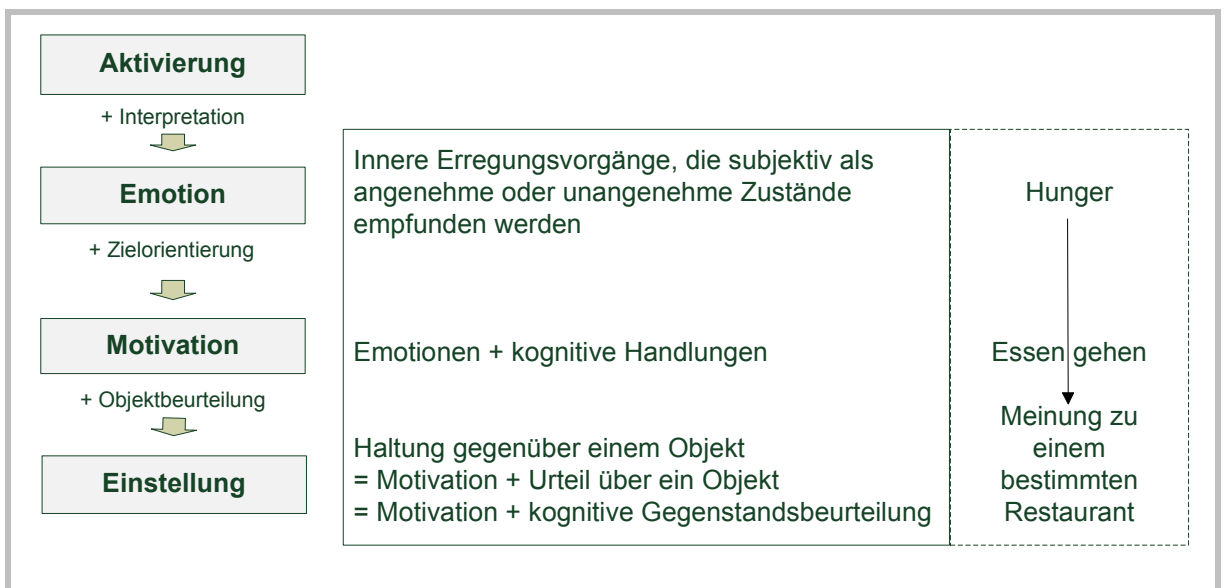 Aktivierung
+ Interpretation
Emotion
+ Zielorientierung
Motivation
+ Objektbeurteilung
Einstellung
Innere Erregungsvorgänge, die subjektiv als
angenehme oder unangenehme Zustände
empfunden werden
Emotionen + kognitive Handlungen
Haltung gegenüber einem Objekt
= Motivation + Urteil über ein Objekt
= Motivation + kognitive Gegenstandsbeurteilung
Hunger
Essen gehen
Meinung zu
einem
bestimmten
Restaurant